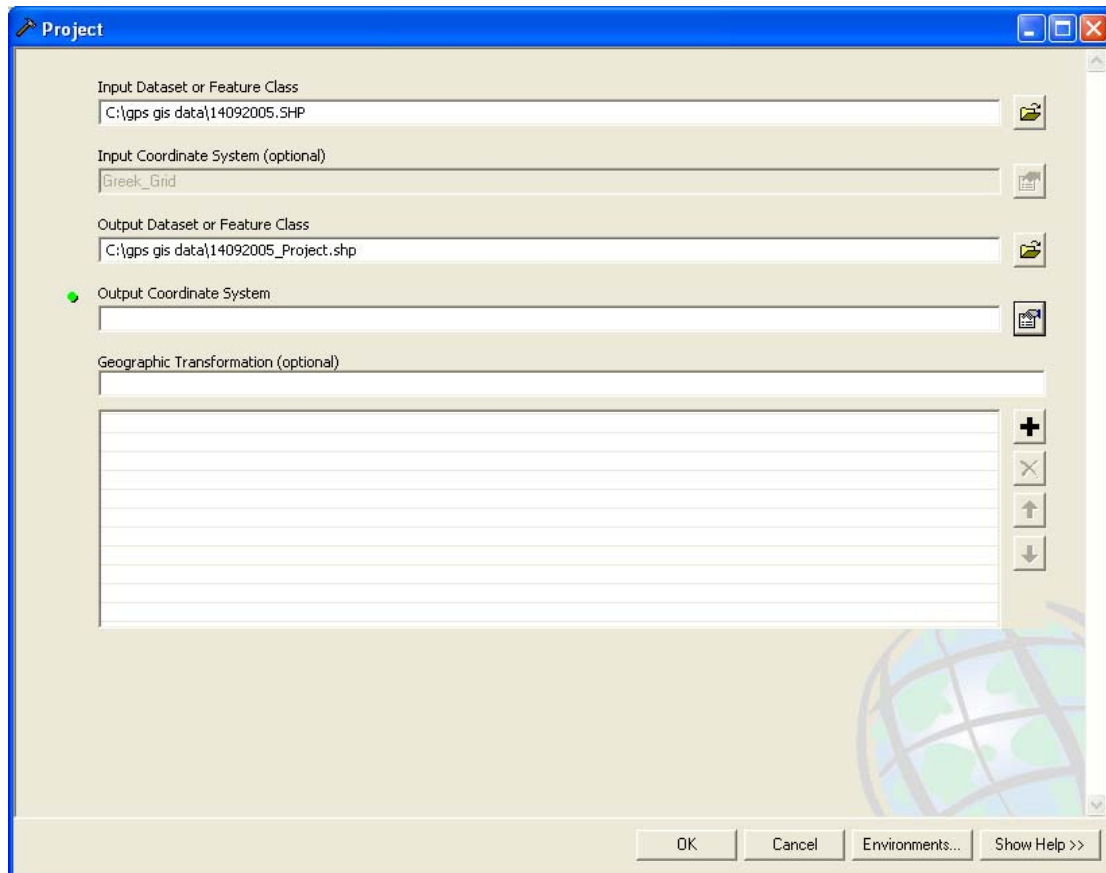 Project
Input Dataset or Feature Class
C:\gps gis data\14092005.SHP
Input Coordinate System (optional)
Greek_Grid
Output Dataset or Feature Class
C:\gps gis data\14092005_Project.shp
Output Coordinate System
Geographic Transformation (optional)
OK
Cancel
Environments...
Show Help >>